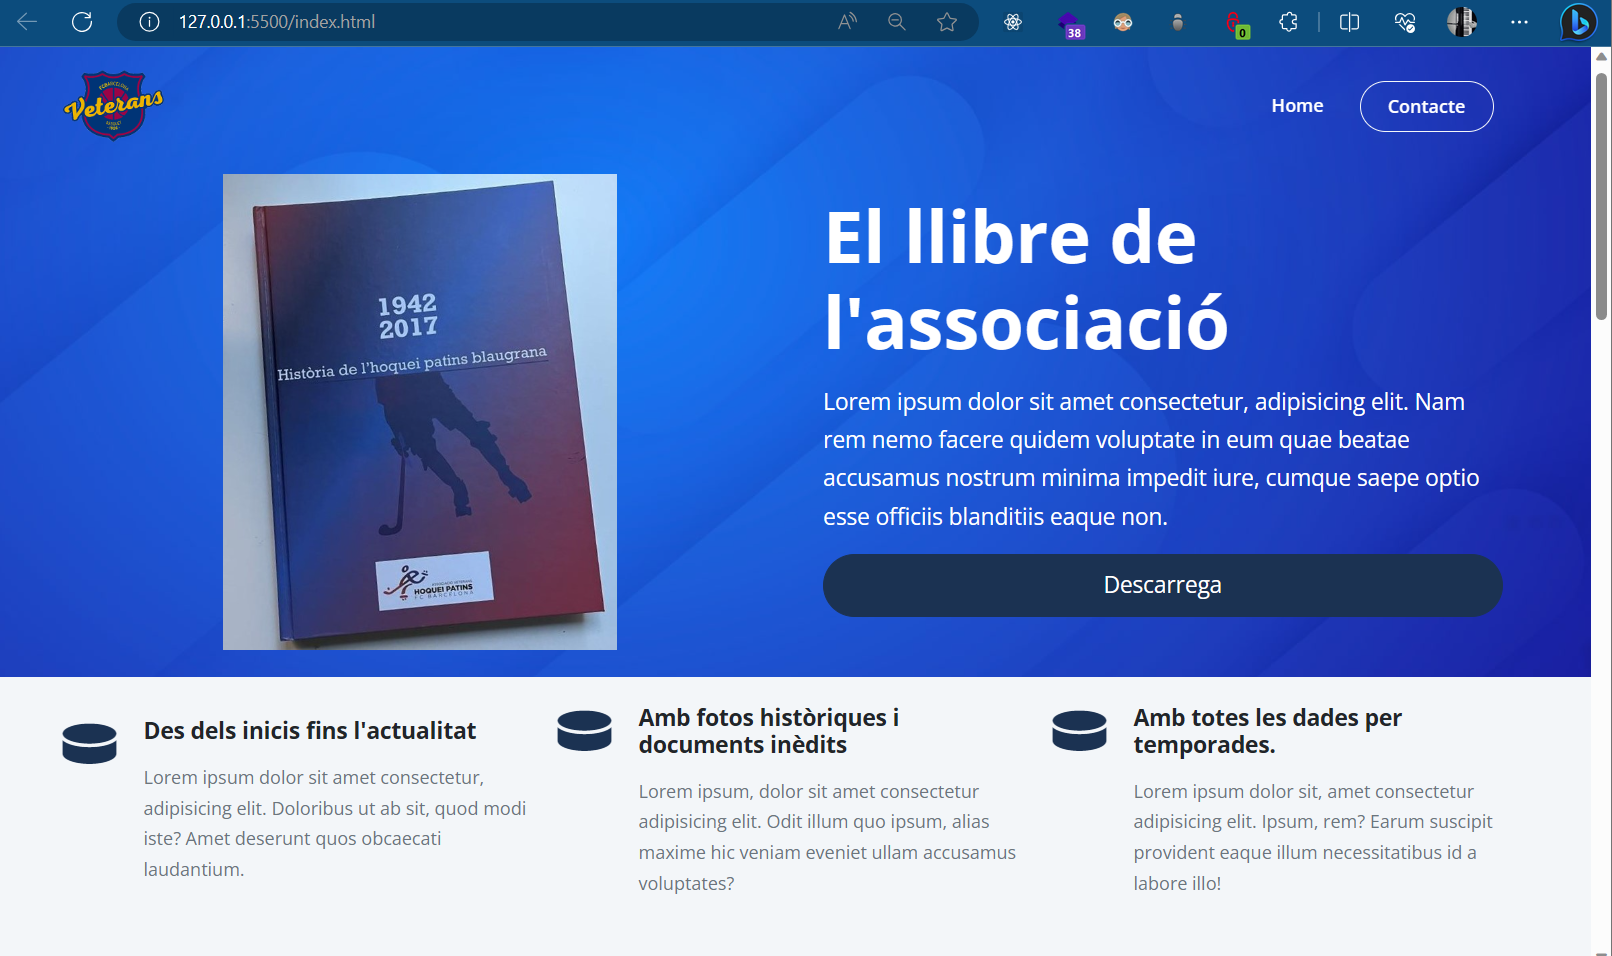 127.0.0.1:5500/index.html
38
0
FCBARCELONA
Veterans
Home
Contacte
1942
2017
Història de l'hoquei patins blaugrana
HOQUEI PATINS
FC BARCELONA
El llibre de
l'associació
Lorem ipsum dolor sit amet consectetur, adipisicing elit. Nam
rem nemo facere quidem voluptate in eum quae beatae
accusamus nostrum minima impedit iure, cumque saepe optio
esse officiis blanditiis eaque non.
Descarrega
Des dels inicis fins l'actualitat
Lorem ipsum dolor sit amet consectetur,
adipisicing elit. Doloribus ut ab sit, quod modi
iste? Amet deserunt quos obcaecati
laudantium.
Amb fotos històriques i
documents inèdits
Lorem ipsum, dolor sit amet consectetur
adipisicing elit. Odit illum quo ipsum, alias
maxime hic veniam eveniet ullam accusamus
voluptates?
Amb totes les dades per
temporades.
Lorem ipsum dolor sit, amet consectetur
adipisicing elit. Ipsum, rem? Earum suscipit
provident eaque illum necessitatibus id a
labore illo!